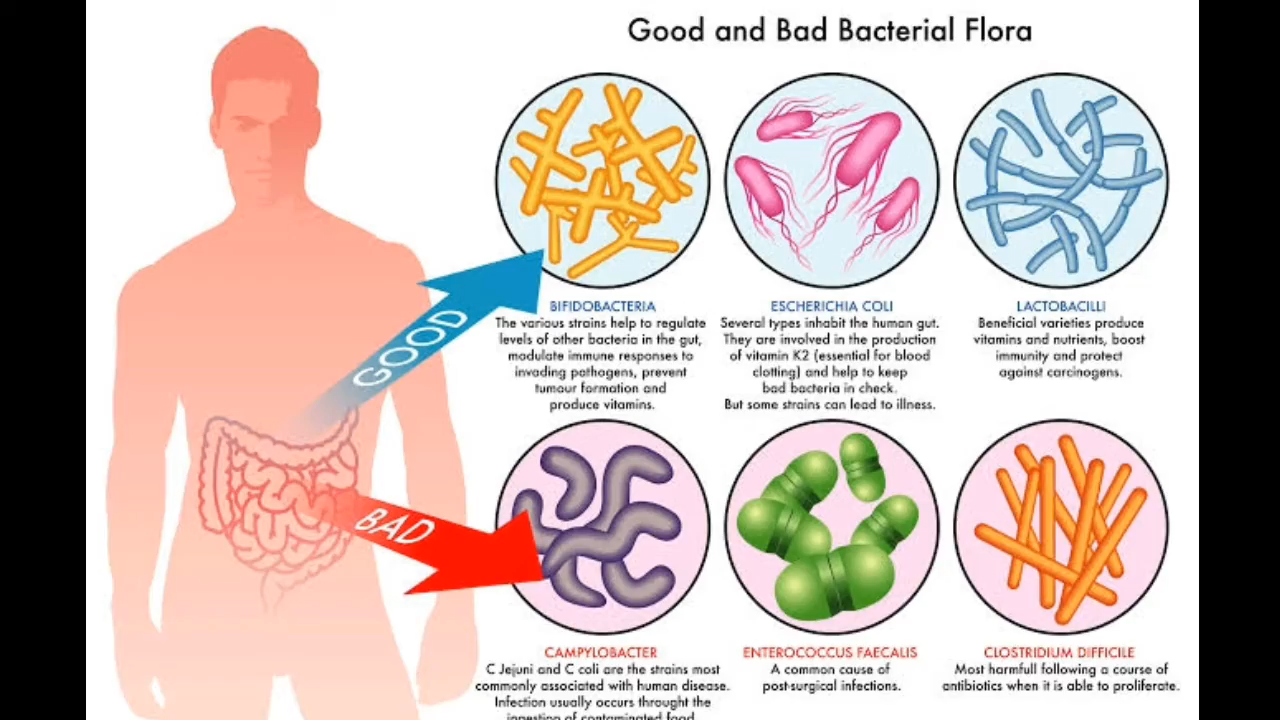 Good and Bad Bacterial Flora
GOOD
BIFIDOBACTERIA
The various strains help to regulate
levels of other bacteria in the gut,
modulate immune responses to
invading pathogens, prevent
tumour formation and
produce vitamins.
ESCHERICHIA COLI
Several types inhabit the human gut.
They are involved in the production
of vitamin K2 (essential for blood
clotting) and help to keep
bad bacteria in check.
But some strains can lead to illness.
LACTOBACILLI
Beneficial varieties produce
vitamins and nutrients, boost
immunity and protect
against carcinogens.
BAD
CAMPYLOBACTER
C Jejuni and C coli are the strains most
commonly associated with human disease.
Infection usually occurs throught the
ingestion of contaminated food
ENTEROCOCCUS FAECALIS
A common cause of
post-surgical infections.
CLOSTRIDIUM DIFFICILE
Most harmfull following a course of
antibiotics when it is able to proliferate.